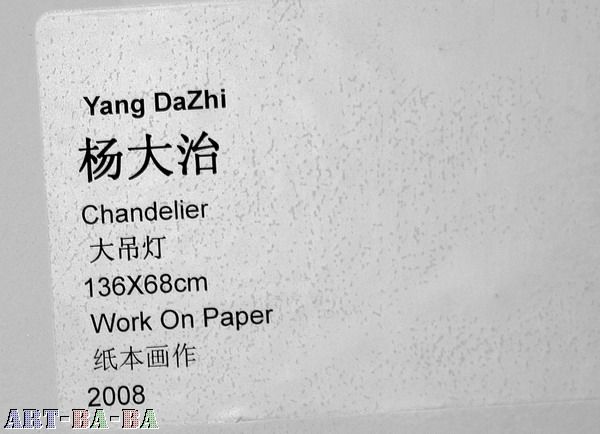 Yang DaZhi
杨大治
Chandelier
大吊灯
136X68cm
Work On Paper
纸本画作
2008
ART-BA-BA